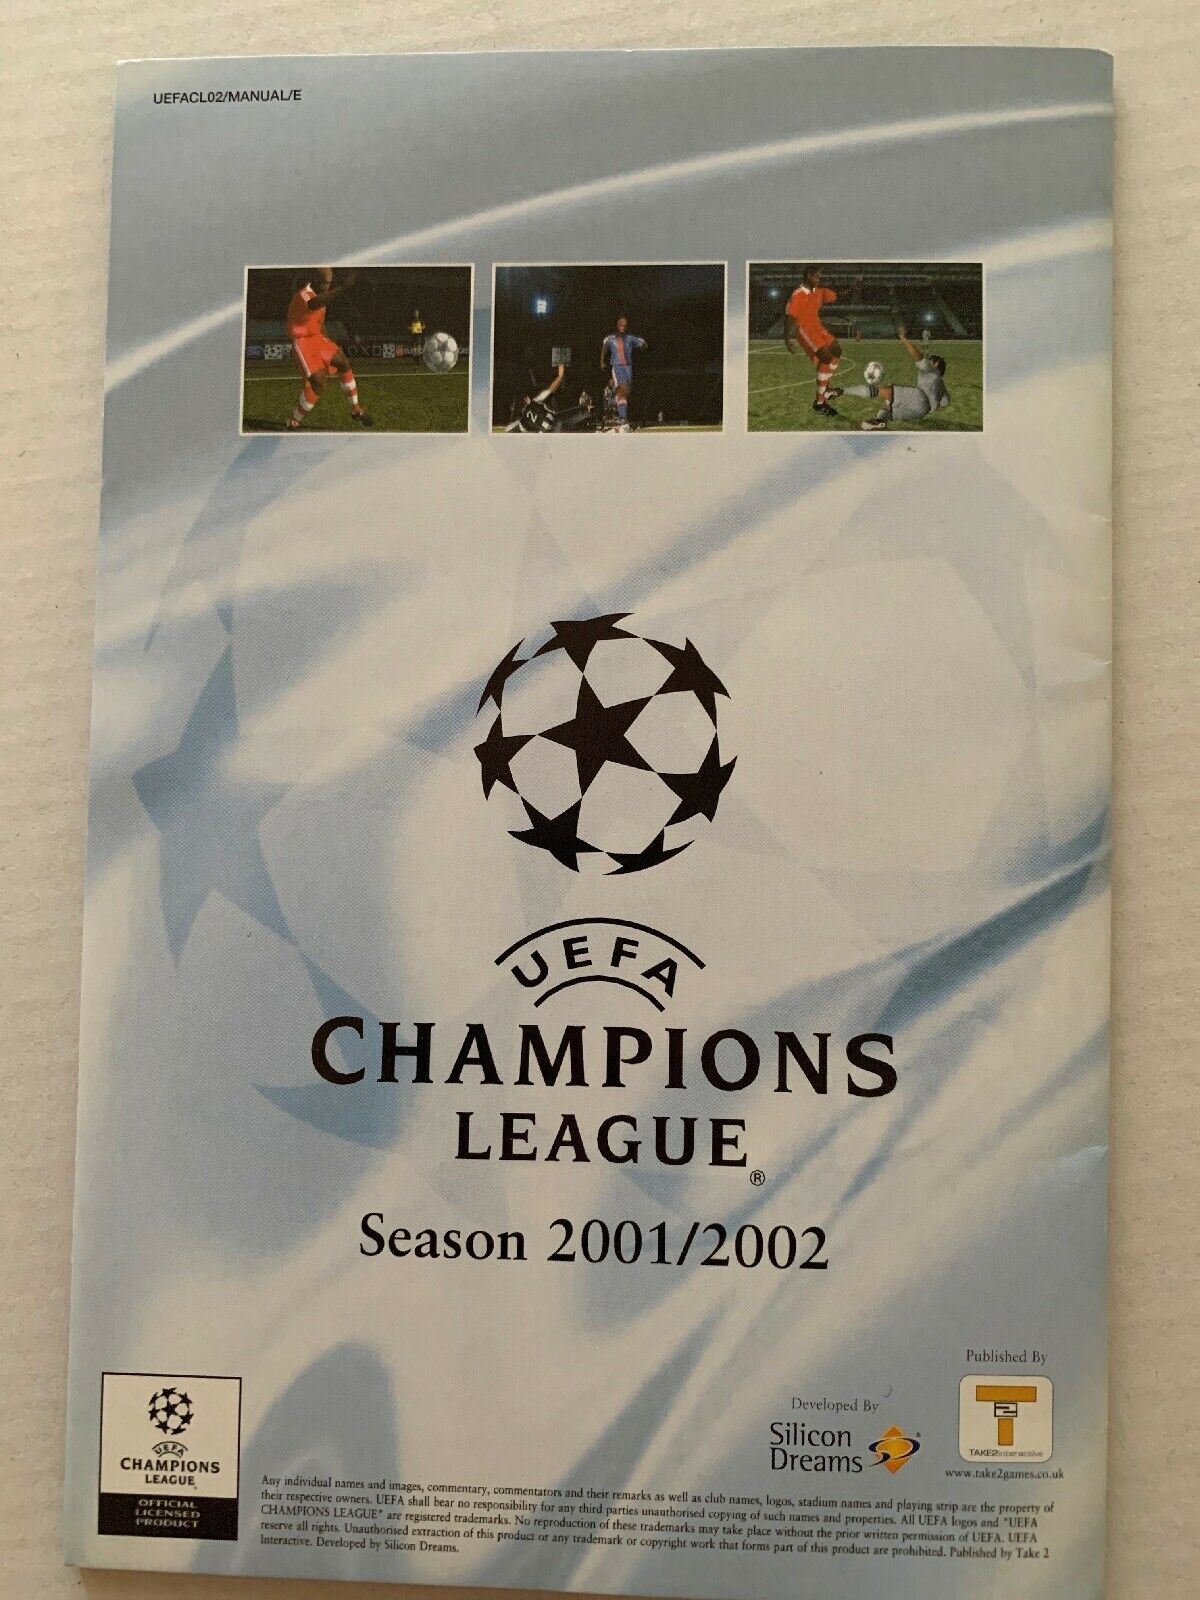 UEFACL02/MANUAL/E
UEFA
CHAMPIONS
LEAGUE®
Season 2001/2002
Published By
TAKE2interactive
www.take2games.co.uk
Developed By
Silicon
Dreams
UEFA
CHAMPIONS
LEAGUE
OFFICIAL
LICENSED
PRODUCT
Any individual names and images, commentary, commentators and their remarks as well as club names, logos, stadium names and playing strip are the property of
their respective owners. UEFA shall bear no responsibility for any third parties unauthorised copying of such names and properties. All UEFA logos and "UEFA
CHAMPIONS LEAGUE" are registered trademarks. No reproduction of these trademarks may take place without the prior written permission of UEFA. UEFA
reserve all rights. Unauthorised extraction of this product or any trademark or copyright work that forms part of this product are prohibited. Published by Take 2
Interactive. Developed by Silicon Dreams.